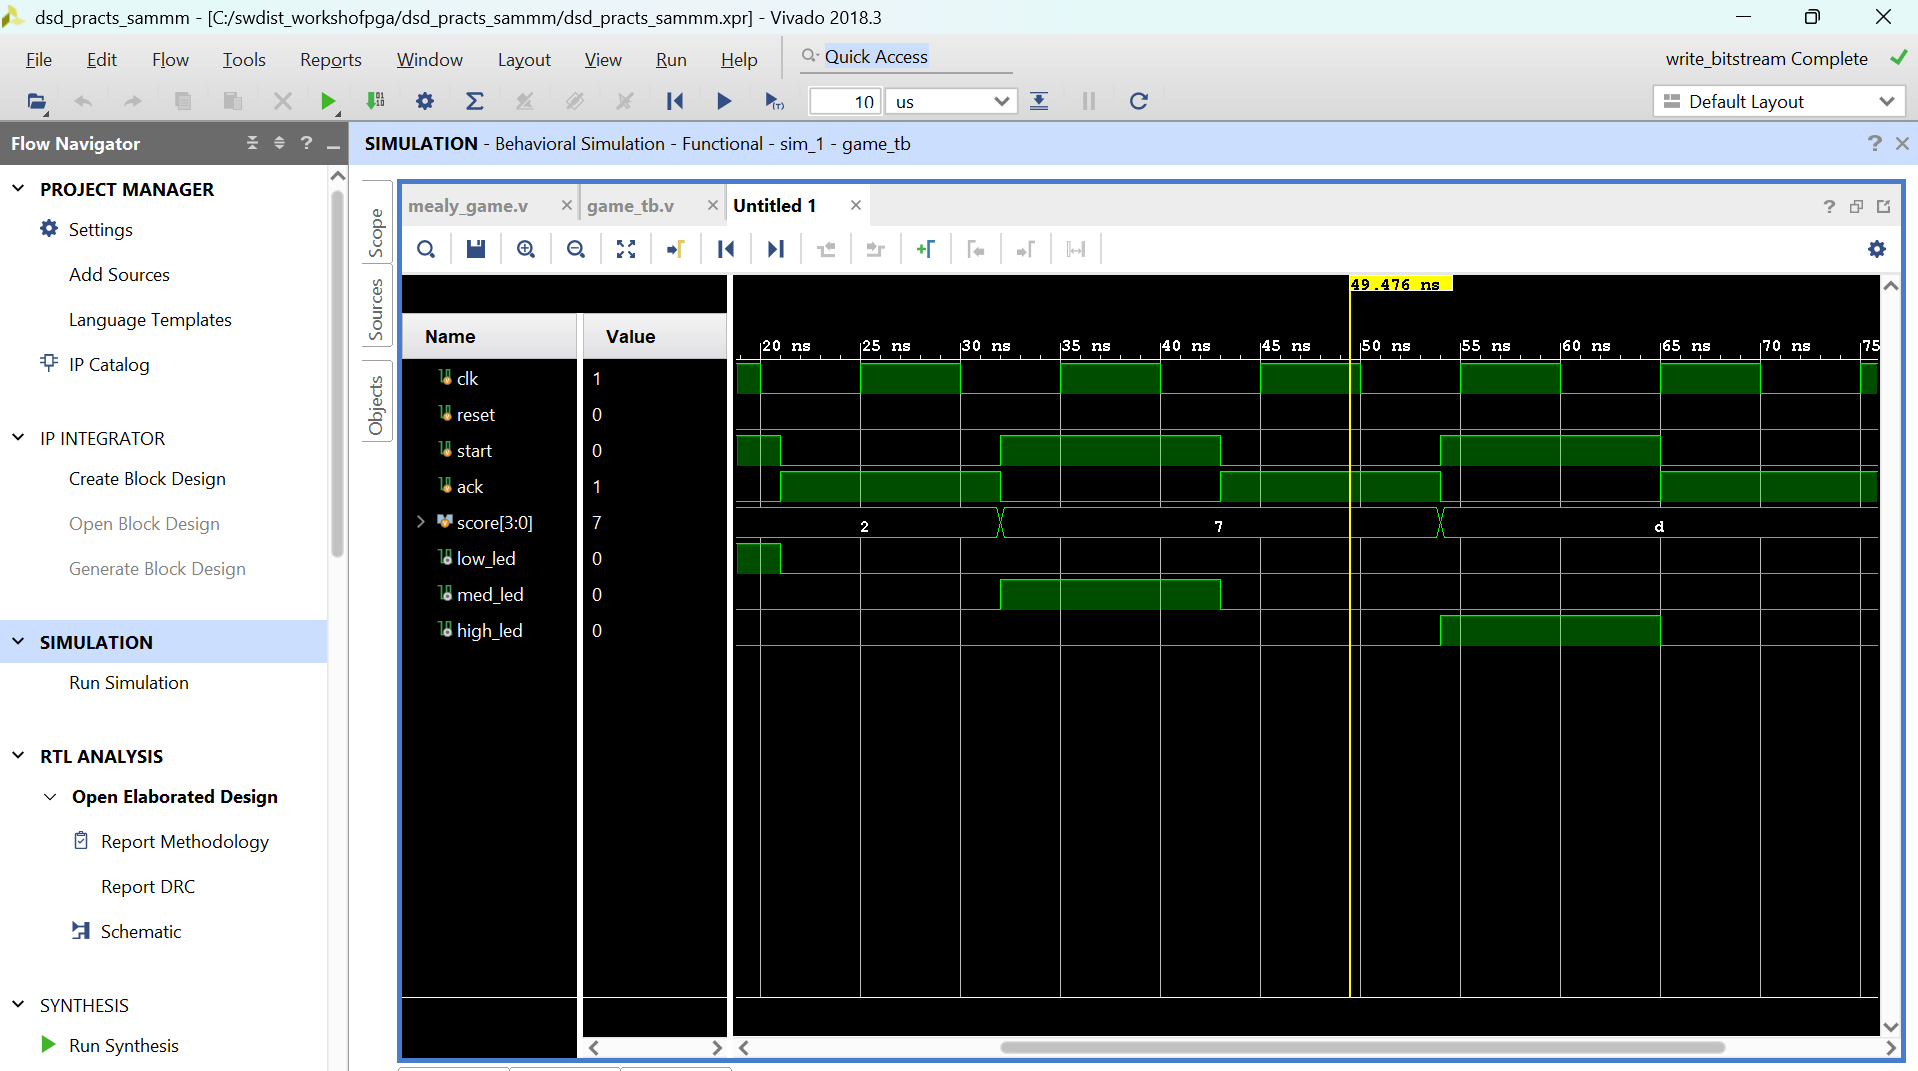 dsd_practs_sammm - [C:/swdist_workshofpga/dsd_practs_sammm/dsd_practs_sammm.xpr] - Vivado 2018.3
File Edit Flow Tools Reports Window Layout View Run Help Quick Access write_bitstream Complete
10 us Default Layout
Flow Navigator
SIMULATION - Behavioral Simulation - Functional - sim_1 - game_tb
PROJECT MANAGER
Settings
Add Sources
Language Templates
IP Catalog
IP INTEGRATOR
Create Block Design
Open Block Design
Generate Block Design
SIMULATION
Run Simulation
RTL ANALYSIS
Open Elaborated Design
Report Methodology
Report DRC
Schematic
SYNTHESIS
Run Synthesis
Scope
Sources
Objects
mealy_game.v game_tb.v Untitled 1
49.476 ns
Name Value
20 ns 25 ns 30 ns 35 ns 40 ns 45 ns 50 ns 55 ns 60 ns 65 ns 70 ns 75
clk 1
reset 0
start 0
ack 1
score[3:0] 7 2 7 d
low_led 0
med_led 0
high_led 0